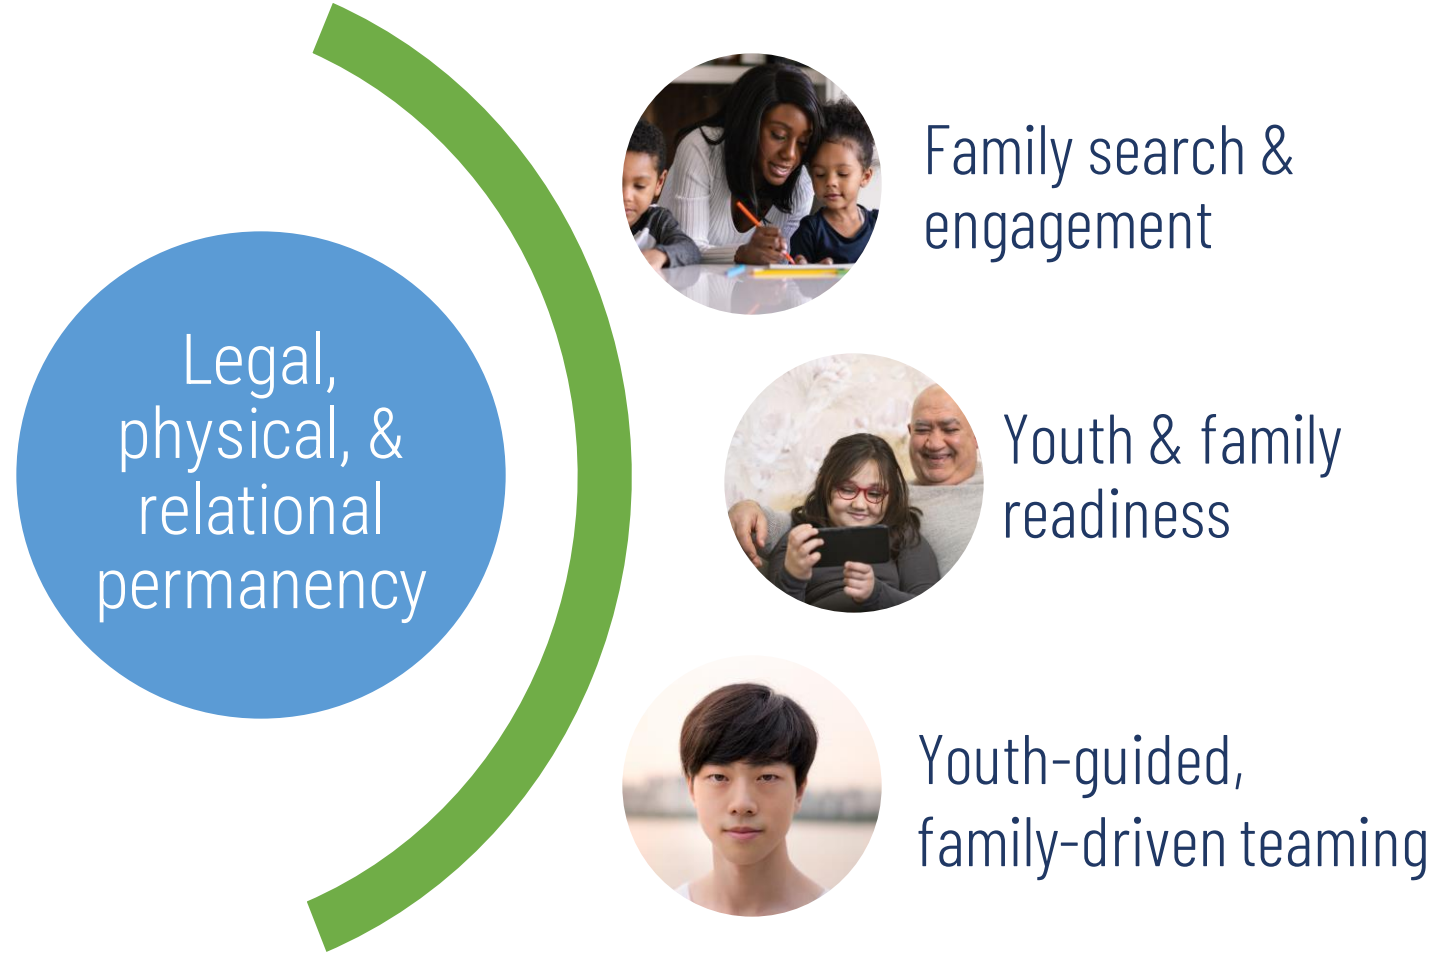 Legal,
physical, &
relational
permanency
Family search &
engagement
Youth & family
readiness
Youth-guided,
family-driven teaming